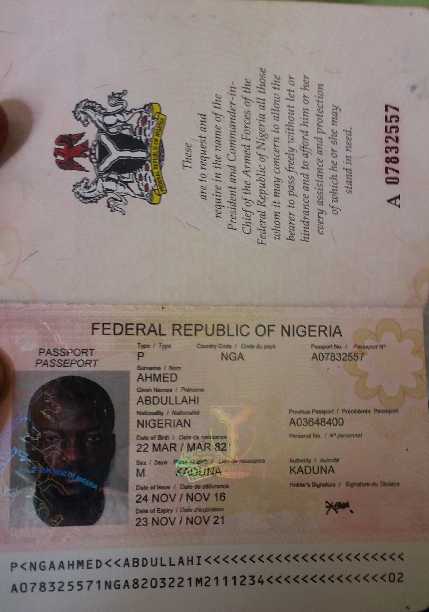 These
are to request and
require in the name of the
President and Commander-in-
Chief of the Armed Forces of the
Federal Republic of Nigeria all those
whom it may concern to allow the
bearer to pass freely without let or
hindrance and to afford him or her
every assistance and protection
of which he or she may
stand in need.
A 07832557
FEDERAL REPUBLIC OF NIGERIA
PASSPORT
PASSEPORT
Type / Type Country Code / Code du pays Passport No. / Passeport N°
P NGA A07832557
Surname / Nom
AHMED
Given Names / Prénoms
ABDULLAHI
Nationality / Nationalité Previous Passport / Précédents Passeport
NIGERIAN A03648400
Date of Birth / Date de naissance Personal No. / N° personnel
22 MAR / MAR 82
Sex / Sexe Place of Birth / Lieu de naissance Authority / Autorité
M KADUNA KADUNA
Date of Issue / Date de délivrance Holder's Signature / Signature du Titulaire
24 NOV / NOV 16
Date of Expiry / Date d'expiration
23 NOV / NOV 21
P<NGAAHMED<<ABDULLAHI<<<<<<<<<<<<<<<<<<<<<<<
A078325571NGA8203221M2111234<<<<<<<<<<<<<<02